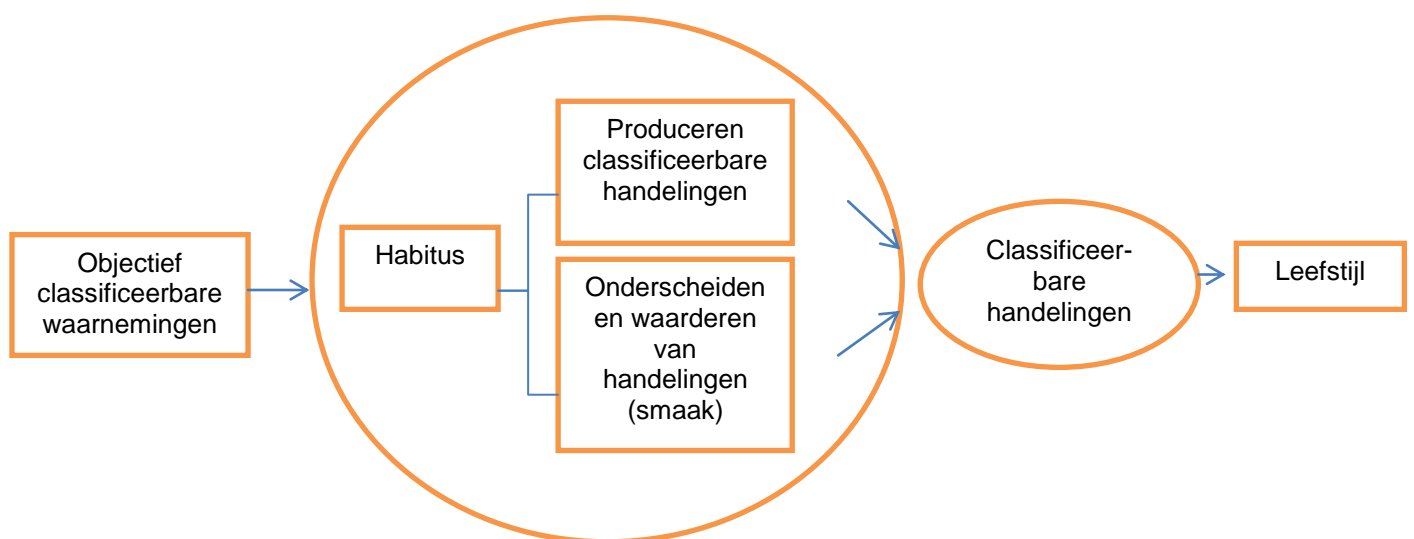 Objectief
classificeerbare
waarnemingen
Habitus
Produceren
classificeerbare
handelingen
Onderscheiden
en waarderen
van
handelingen
(smaak)
Classificeer-
bare
handelingen
Leefstijl